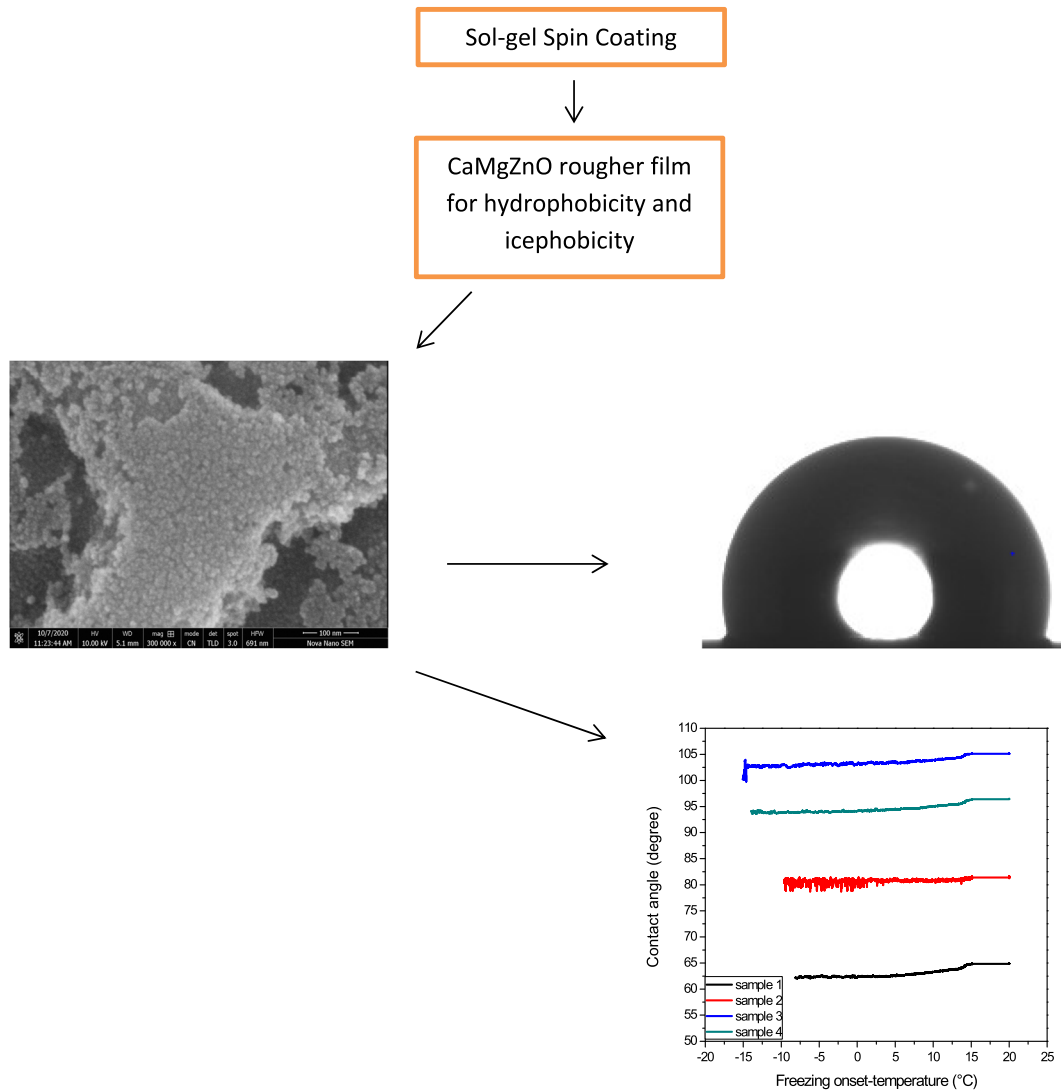 Sol-gel Spin Coating
CaMgZnO rougher film
for hydrophobicity and
icephobicity
10/7/2020 HV WD mag mode det spot HFW 100 nm
11:23:44 AM 10.00 kV 5.1 mm 300 000 x CN TLD 3.0 691 nm Nova Nano SEM
110
105
100
95
90
85
80
75
70
65
60
55
50
Contact angle (degree)
sample 1
sample 2
sample 3
sample 4
-20 -15 -10 -5 0 5 10 15 20 25
Freezing onset-temperature (°C)